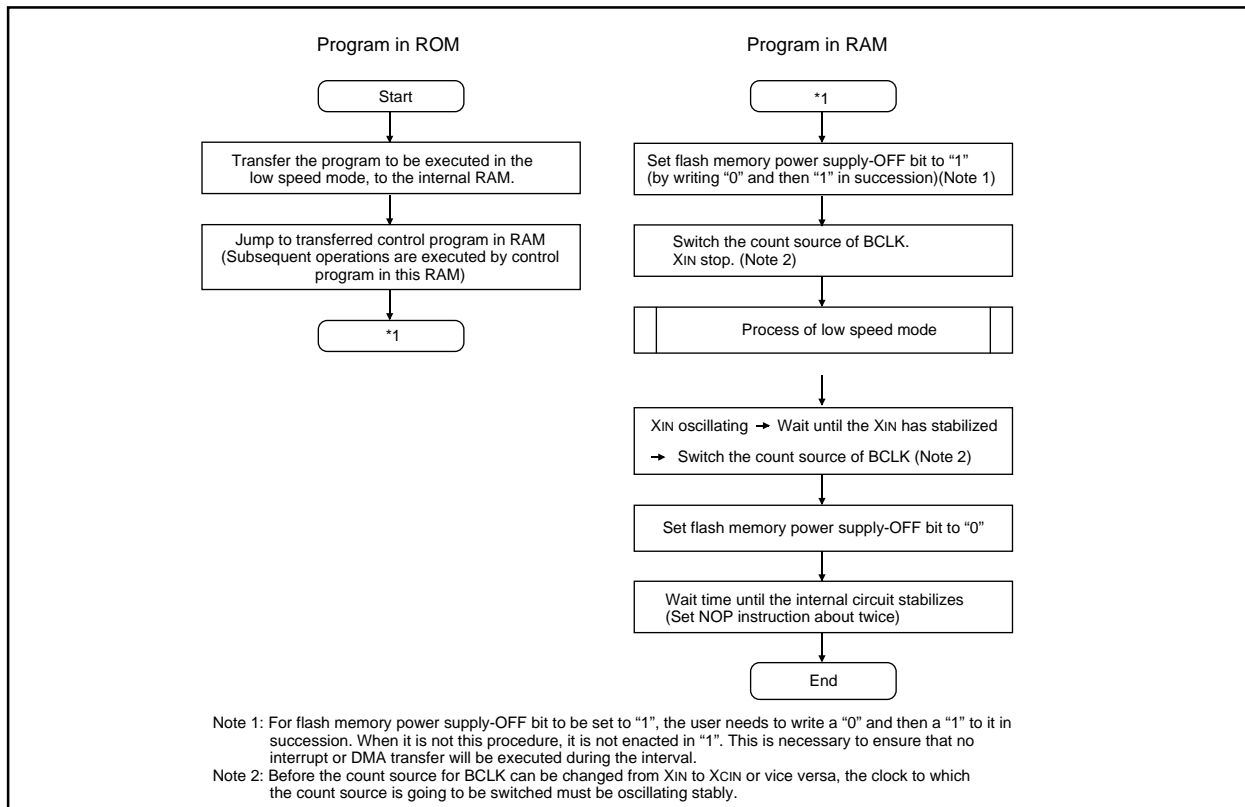 Program in ROM
Start
Transfer the program to be executed in the
low speed mode, to the internal RAM.
Jump to transferred control program in RAM
(Subsequent operations are executed by control
program in this RAM)
*1
Program in RAM
*1
Set flash memory power supply-OFF bit to “1”
(by writing “0” and then “1” in succession)(Note 1)
Switch the count source of BCLK.
XIN stop. (Note 2)
Process of low speed mode
XIN oscillating → Wait until the XIN has stabilized
→ Switch the count source of BCLK (Note 2)
Set flash memory power supply-OFF bit to “0”
Wait time until the internal circuit stabilizes
(Set NOP instruction about twice)
End
Note 1: For flash memory power supply-OFF bit to be set to “1”, the user needs to write a “0” and then a “1” to it in
succession. When it is not this procedure, it is not enacted in “1”. This is necessary to ensure that no
interrupt or DMA transfer will be executed during the interval.
Note 2: Before the count source for BCLK can be changed from XIN to XCIN or vice versa, the clock to which
the count source is going to be switched must be oscillating stably.